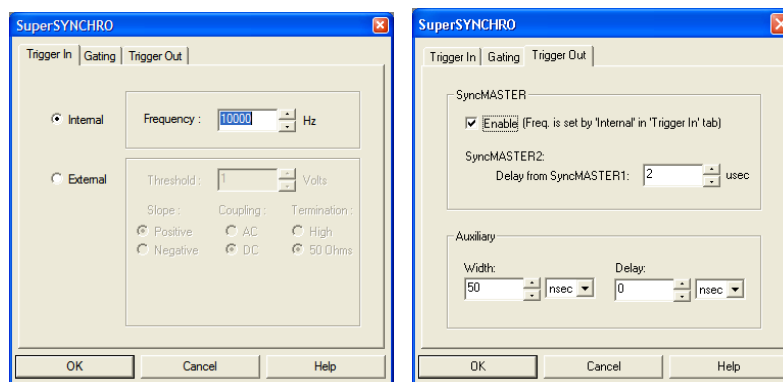 SuperSYNCHRO
Trigger In Gating Trigger Out
Internal Frequency : 10000 Hz
External Threshold : 1 Volts
Slope : Coupling : Termination :
Positive AC High
Negative DC 50 Ohms
OK Cancel Help
SuperSYNCHRO
Trigger In Gating Trigger Out
SyncMASTER
Enable (Freq. is set by 'Internal' in 'Trigger In' tab)
SyncMASTER2:
Delay from SyncMASTER1: 2 usec
Auxiliary
Width: Delay:
50 nsec 0 nsec
OK Cancel Help